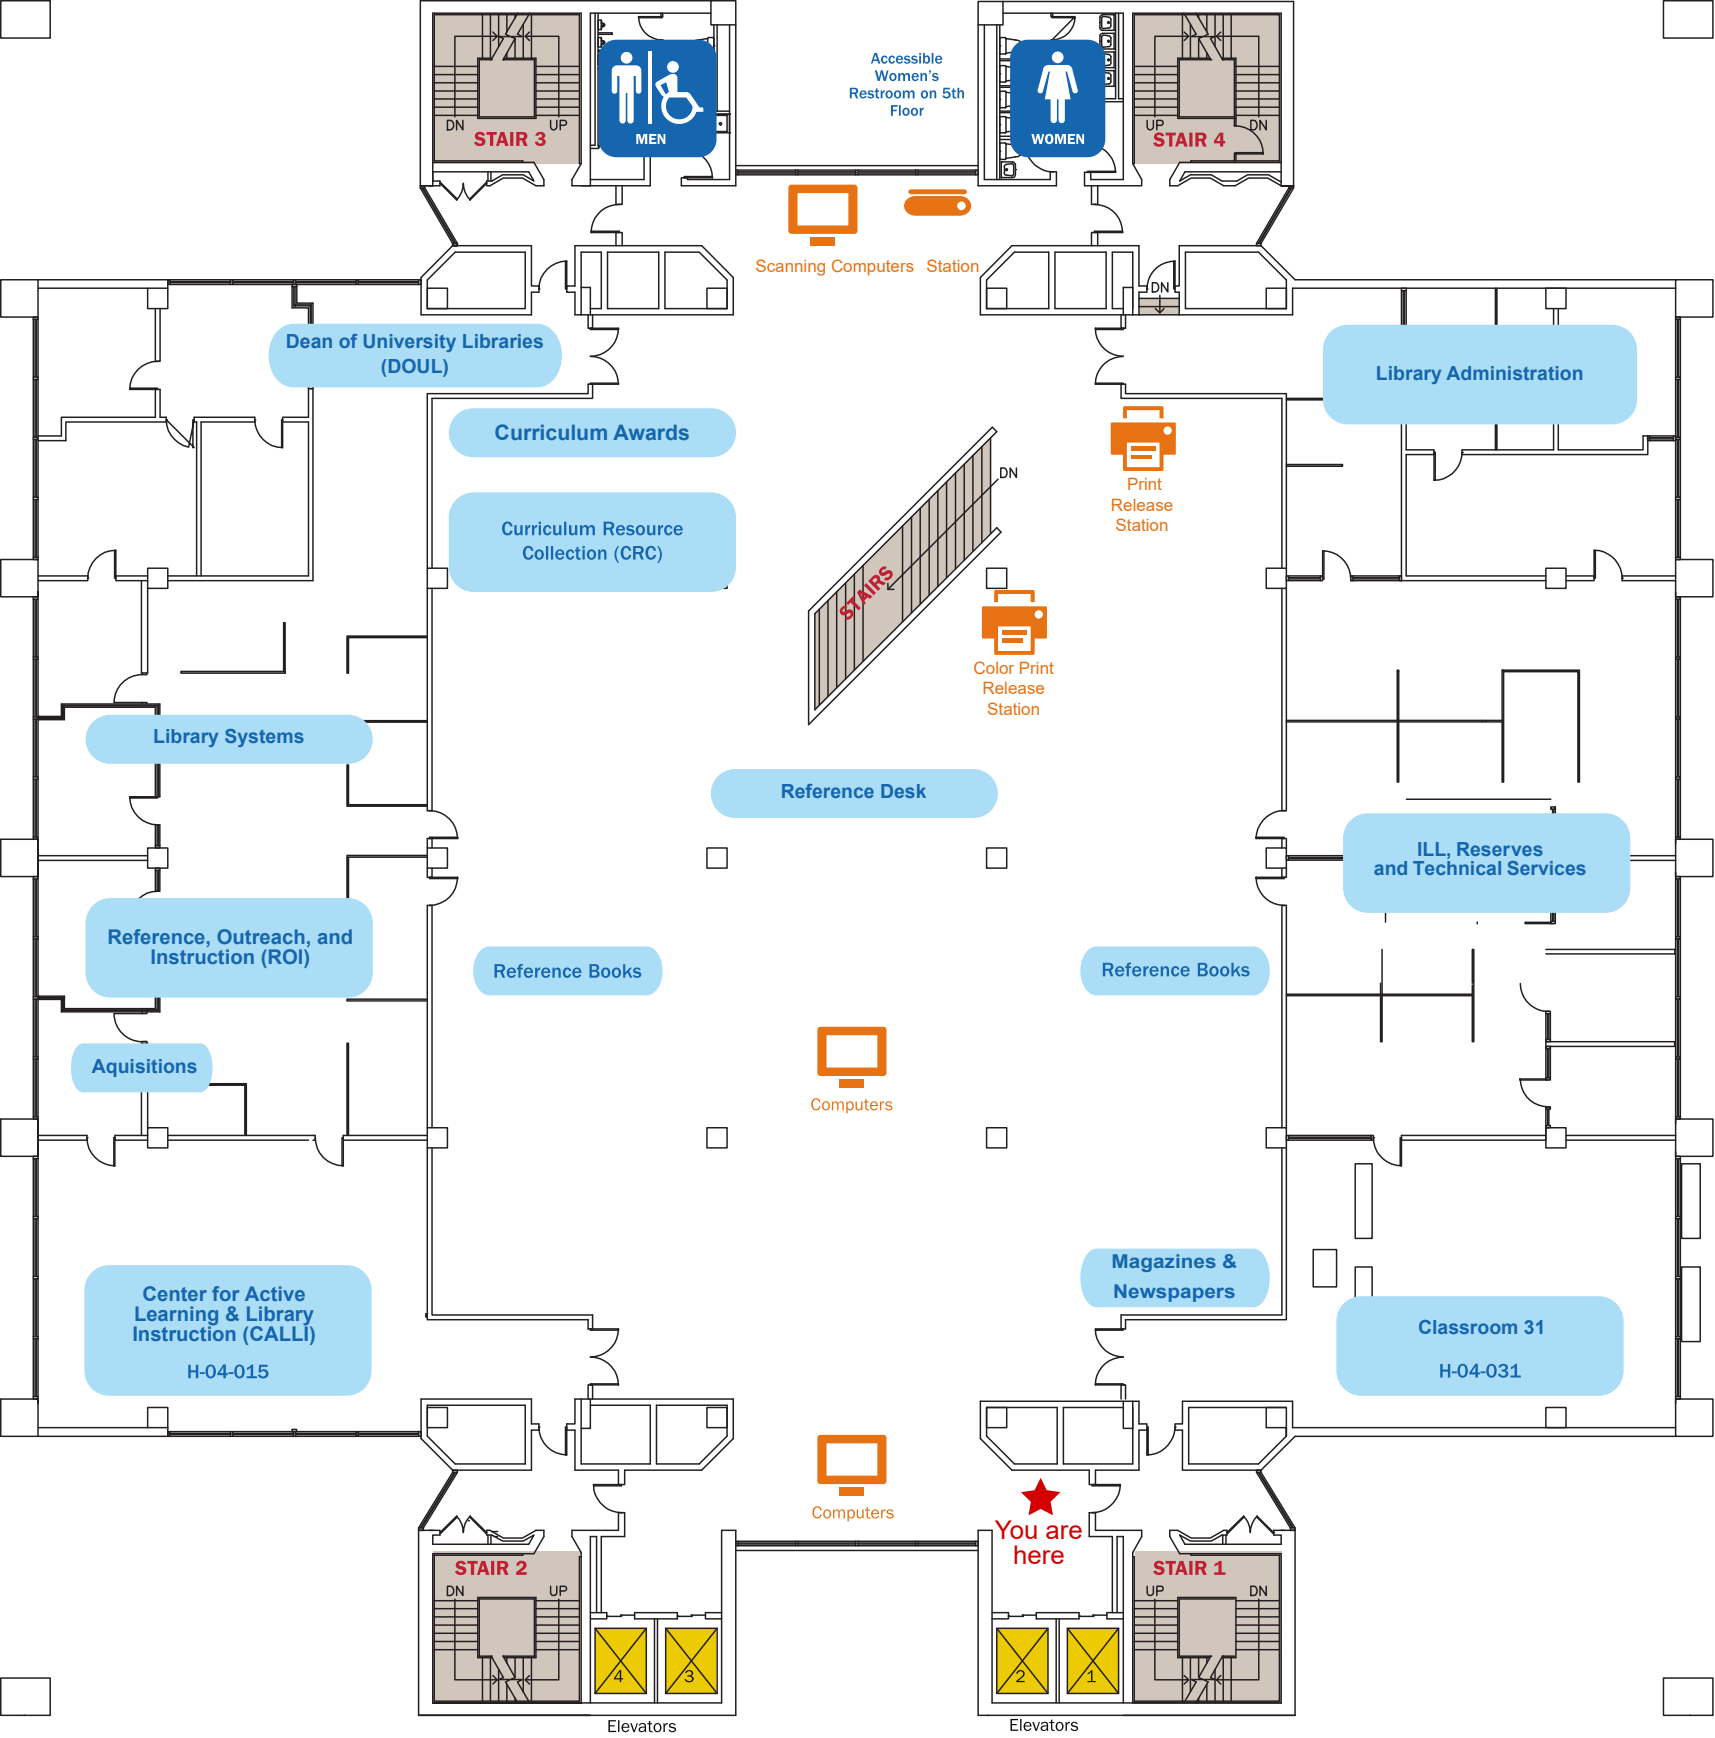 DN
UP
STAIR 3
MEN
Accessible
Women's
Restroom on 5th
Floor
WOMEN
UP
DN
STAIR 4
Scanning Computers
Station
DN
Dean of University Libraries
(DOUL)
Library Administration
Curriculum Awards
DN
Print
Release
Station
Curriculum Resource
Collection (CRC)
STAIRS
Color Print
Release
Station
Library Systems
Reference Desk
ILL, Reserves
and Technical Services
Reference, Outreach, and
Instruction (ROI)
Reference Books
Reference Books
Aquisitions
Computers
Magazines &
Newspapers
Center for Active
Learning & Library
Instruction (CALLI)
H-04-015
Classroom 31
H-04-031
Computers
You are
here
STAIR 2
DN
UP
STAIR 1
UP
DN
4
3
2
1
Elevators
Elevators